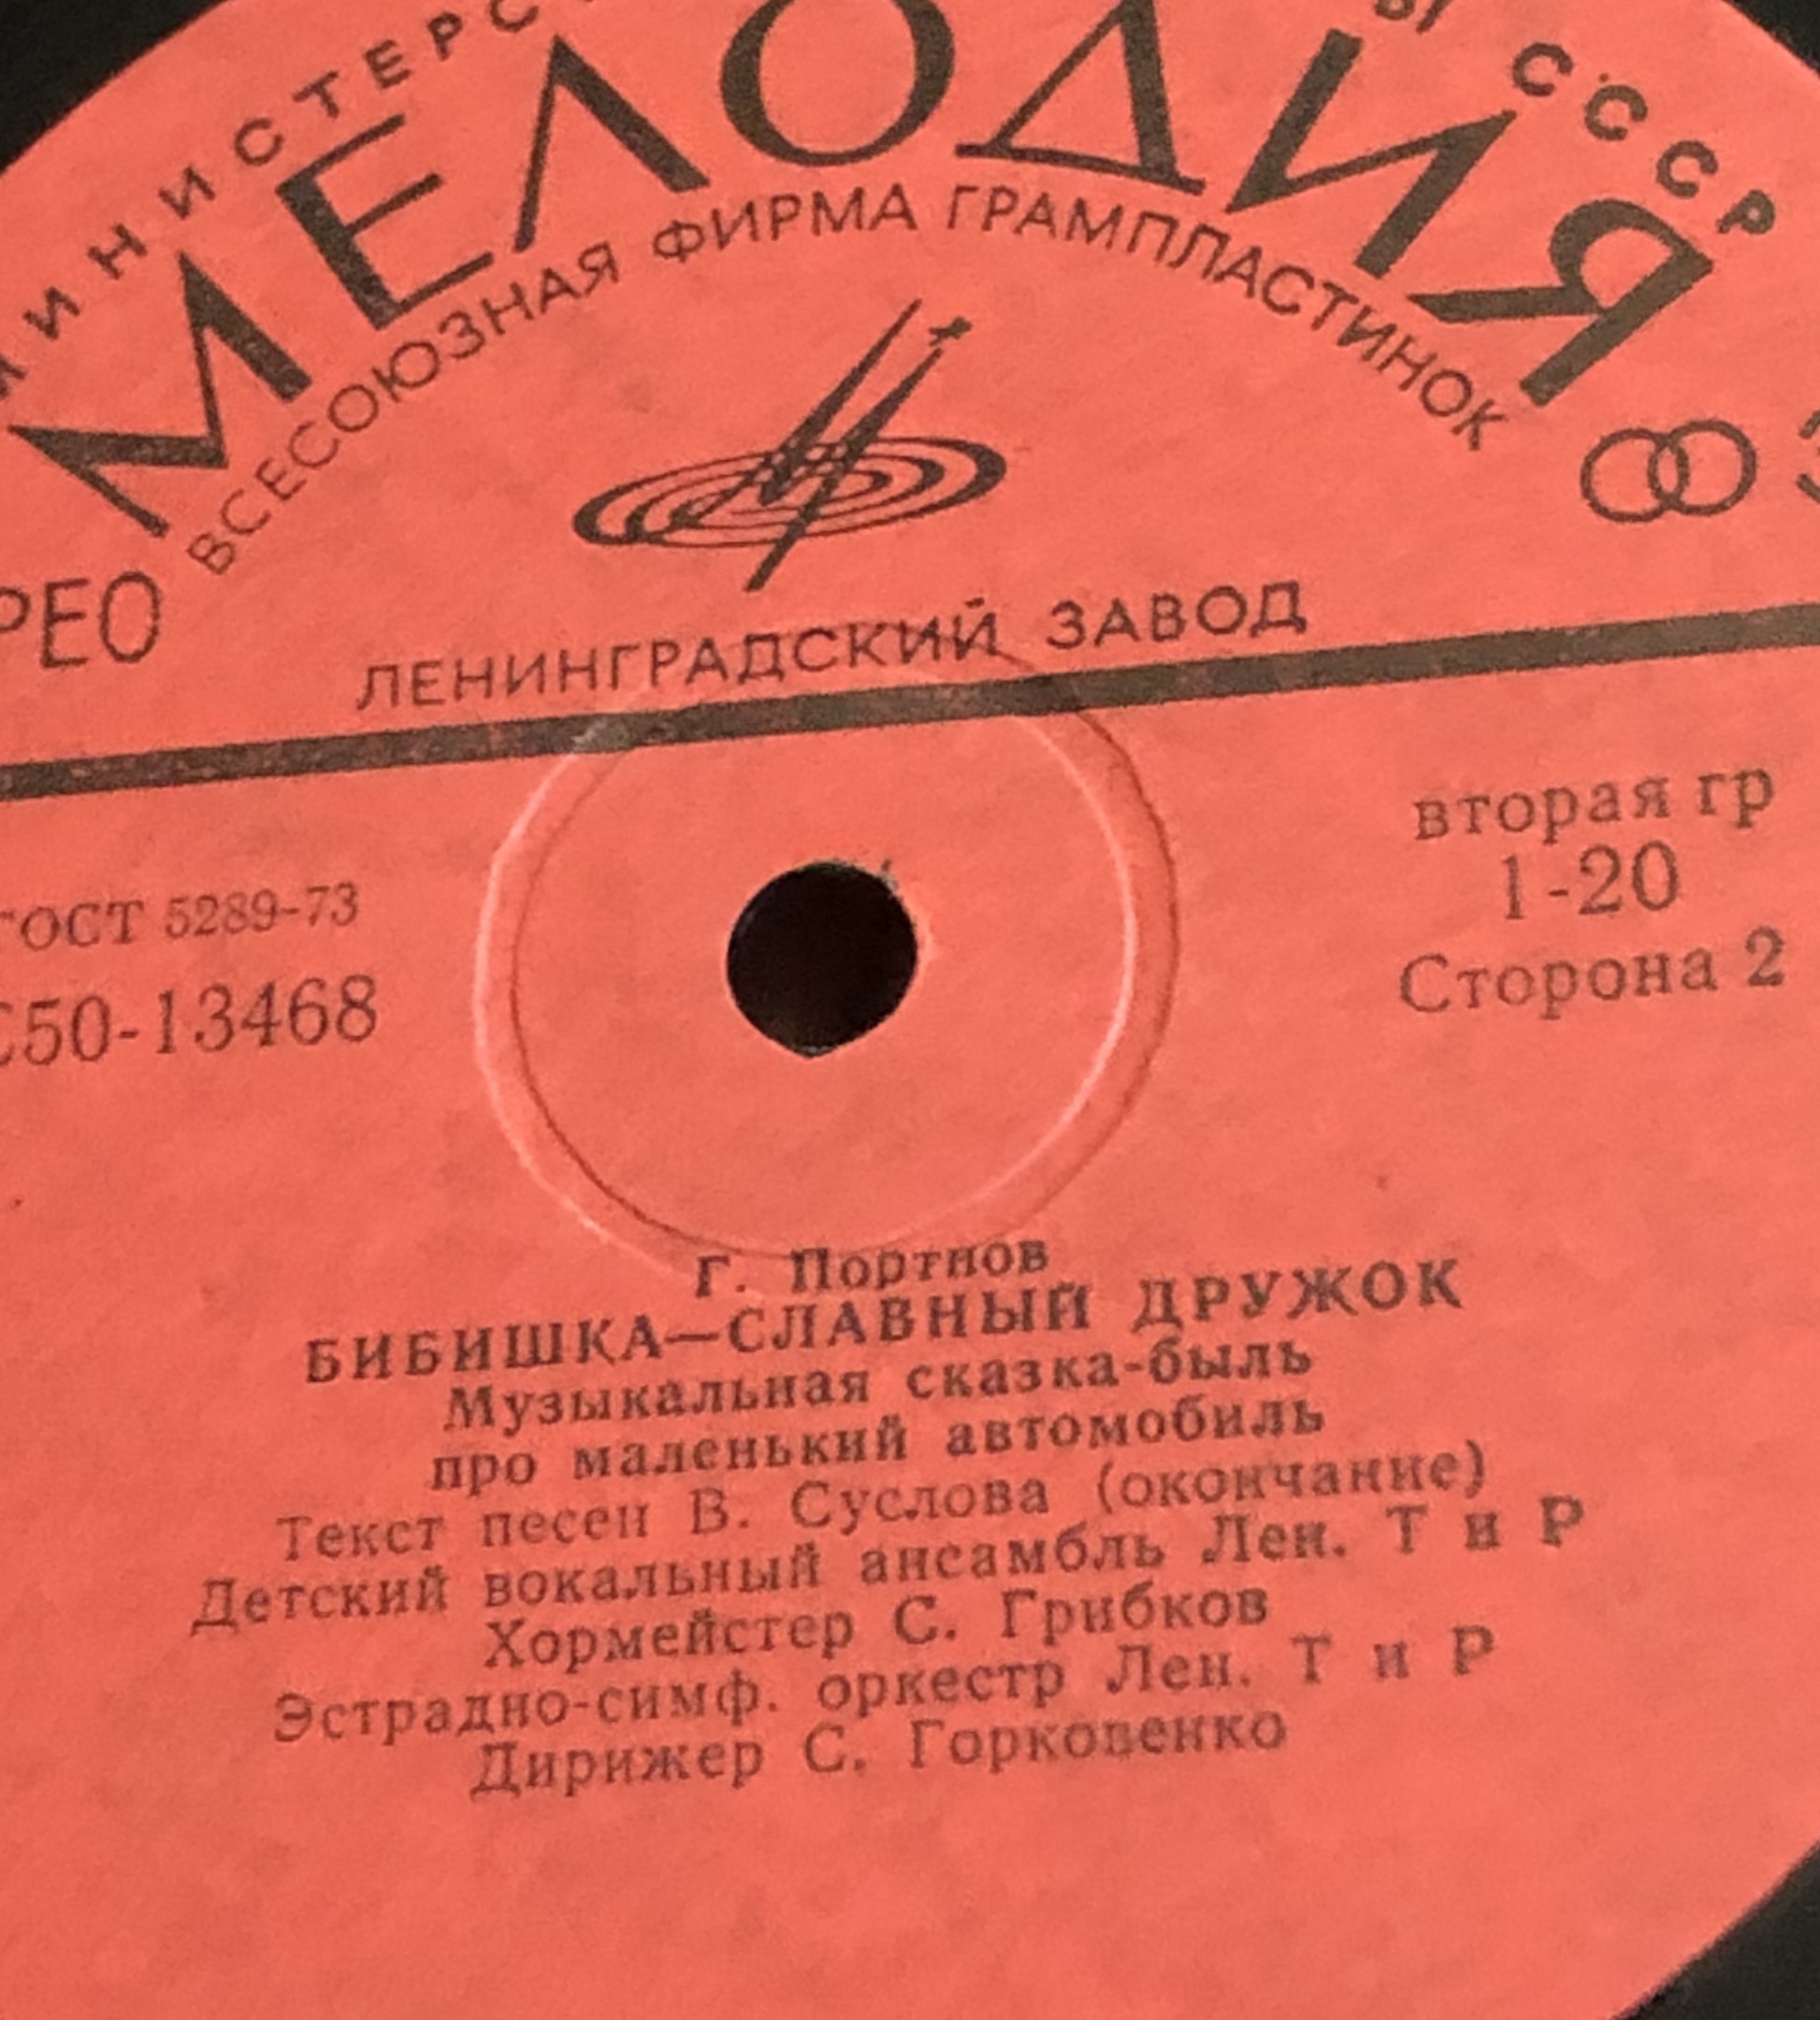 МИНИСТЕРС
Ы СССР
МЕЛОДИЯ
ВСЕСОЮЗНАЯ ФИРМА ГРАМПЛАСТИНОК
РЕО
ЛЕНИНГРАДСКИЙ ЗАВОД
ГОСТ 5289-73
С50-13468
вторая гр
1-20
Сторона 2
Г. Портнов
БИБИШКА—СЛАВНЫЙ ДРУЖОК
Музыкальная сказка-быль
про маленький автомобиль
Текст песен В. Суслова (окончание)
Детский вокальный ансамбль Лен. Т и Р
Хормейстер С. Грибков
Эстрадно-симф. оркестр Лен. Т и Р
Дирижер С. Горковенко